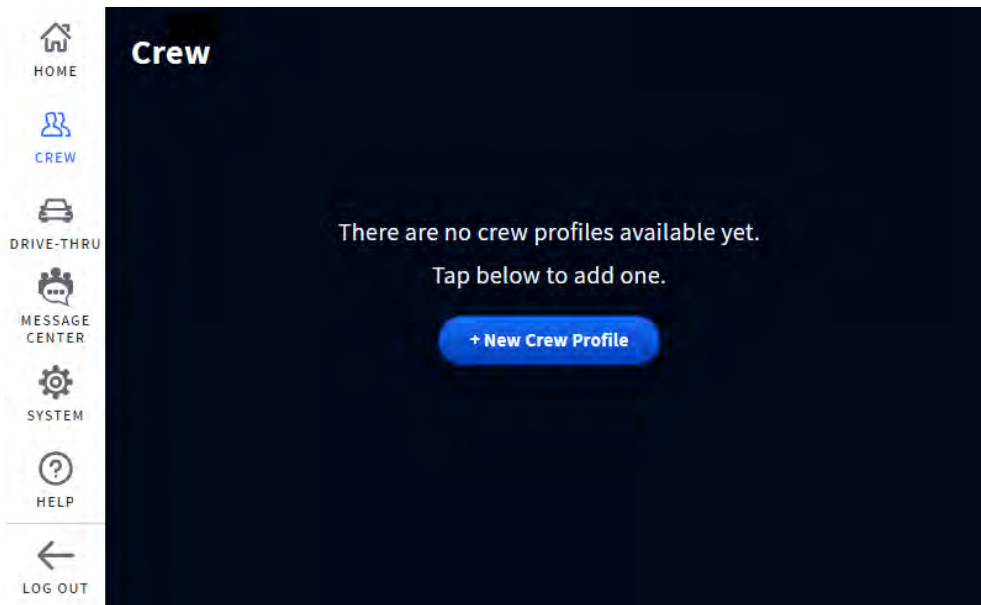 HOME
CREW
DRIVE-THRU
MESSAGE
CENTER
SYSTEM
HELP
LOG OUT
Crew
There are no crew profiles available yet.
Tap below to add one.
+ New Crew Profile